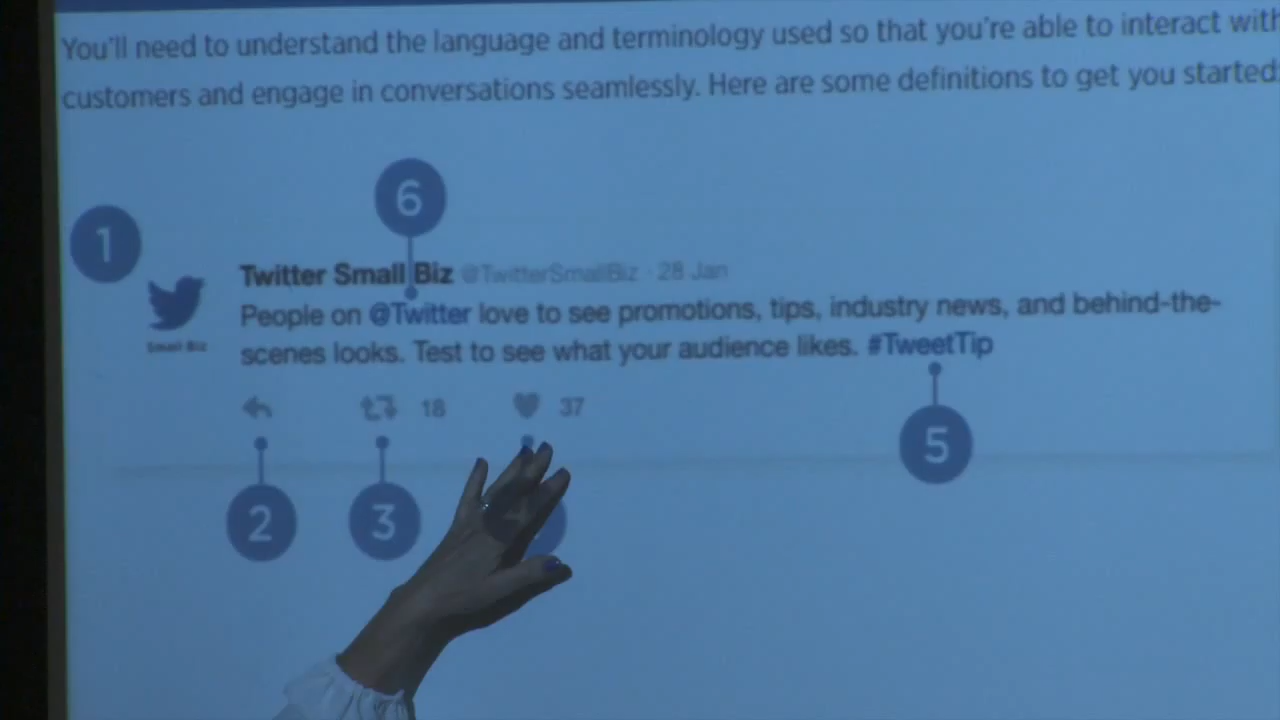 You'll need to understand the language and terminology used so that you're able to interact with
customers and engage in conversations seamlessly. Here are some definitions to get you started
6
1
Twitter Small Biz @TwitterSmallBiz · 28 Jan
People on @Twitter love to see promotions, tips, industry news, and behind-the-
Small Biz
scenes looks. Test to see what your audience likes. #TweetTip
18 37
5
2 3 4